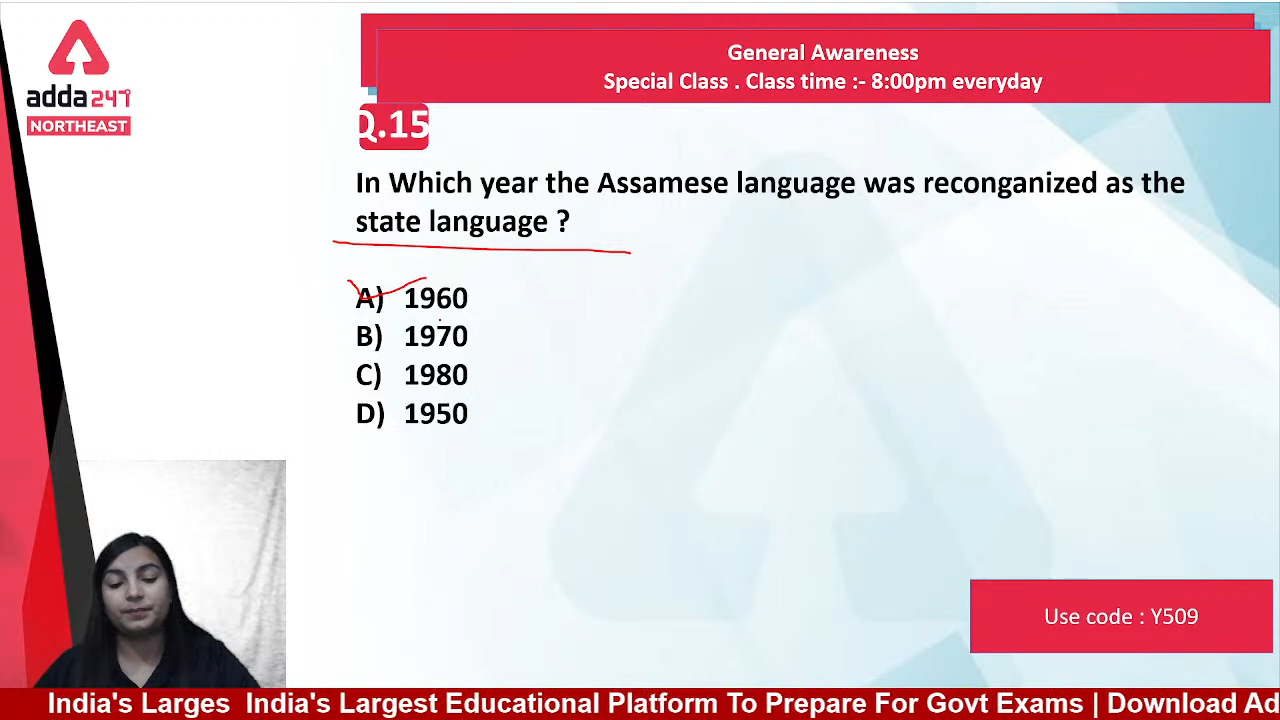 adda247
NORTHEAST
General Awareness
Special Class . Class time :- 8:00pm everyday
Q.15
In Which year the Assamese language was reconganized as the
state language ?
A) 1960
B) 1970
C) 1980
D) 1950
Use code : Y509
India's Larges India's Largest Educational Platform To Prepare For Govt Exams | Download Ad